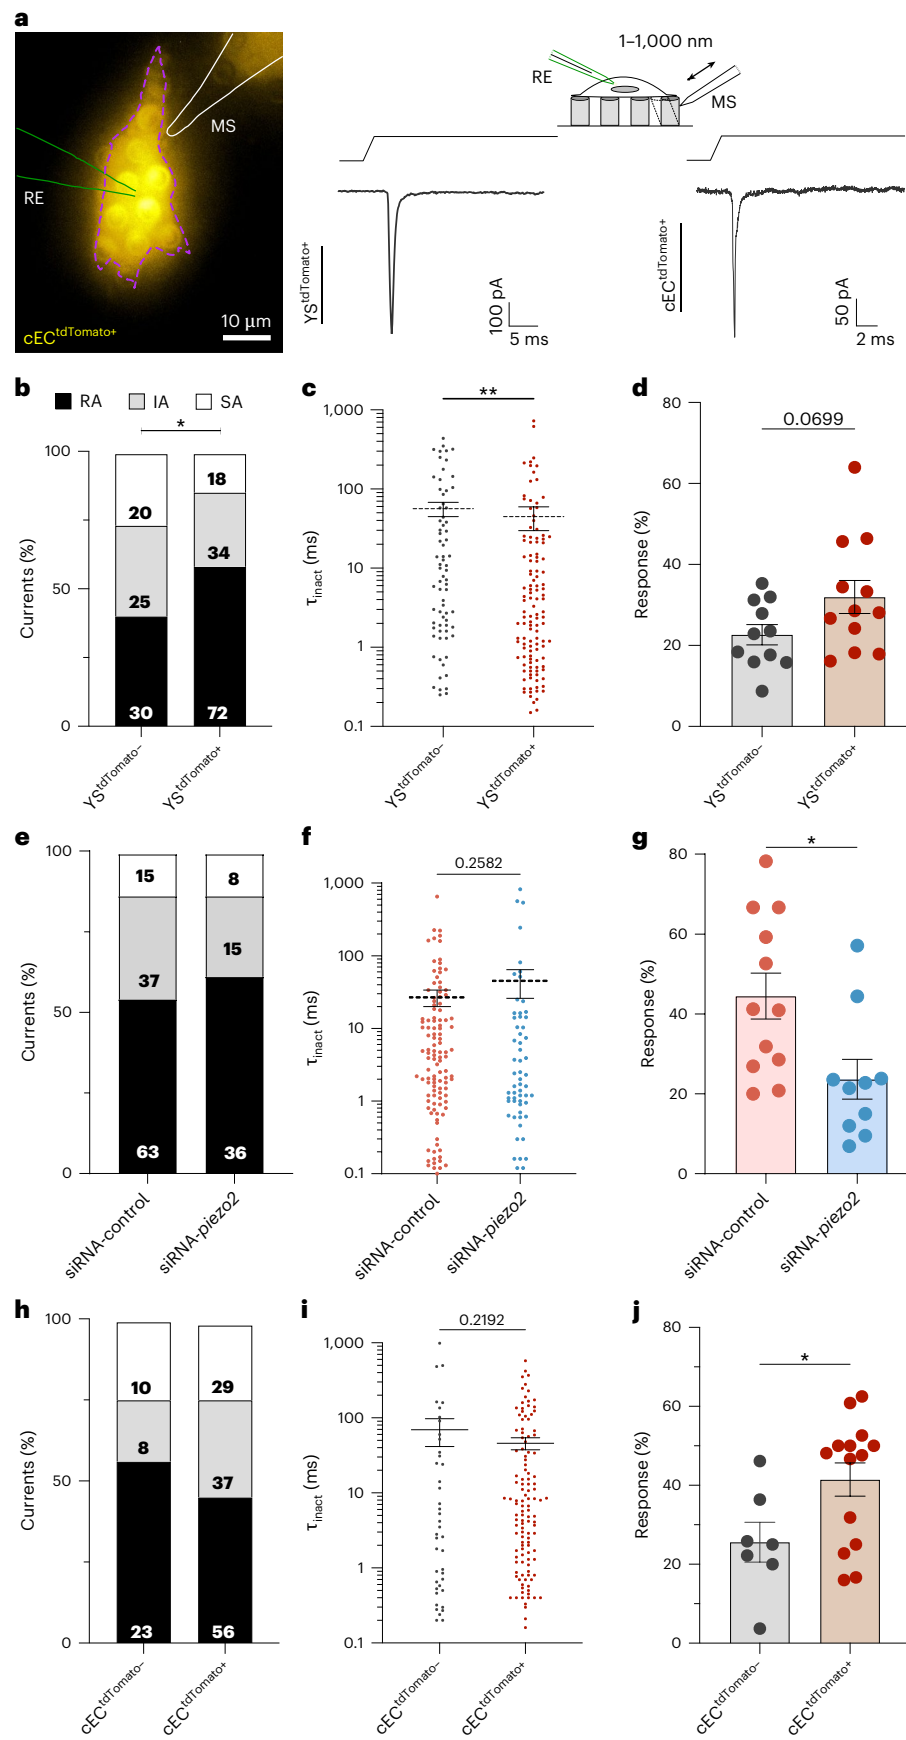 a
1–1,000 nm
RE
MS
MS
RE
cEC^tdTomato+
10 µm
YS^tdTomato+
100 pA
5 ms
cEC^tdTomato+
50 pA
2 ms
b
RA
IA
SA
*
100
50
0
Currents (%)
20
25
30
18
34
72
YS^tdTomato–
YS^tdTomato+
c
**
1,000
100
10
1
0.1
τinact (ms)
YS^tdTomato–
YS^tdTomato+
d
80
60
40
20
0
Response (%)
0.0699
YS^tdTomato–
YS^tdTomato+
e
100
50
0
Currents (%)
15
37
63
8
15
36
siRNA-control
siRNA-piezo2
f
0.2582
1,000
100
10
1
0.1
τinact (ms)
siRNA-control
siRNA-piezo2
g
*
80
60
40
20
0
Response (%)
siRNA-control
siRNA-piezo2
h
100
50
0
Currents (%)
10
8
23
29
37
56
cEC^tdTomato–
cEC^tdTomato+
i
0.2192
1,000
100
10
1
0.1
τinact (ms)
cEC^tdTomato–
cEC^tdTomato+
j
*
80
60
40
20
0
Response (%)
cEC^tdTomato–
cEC^tdTomato+